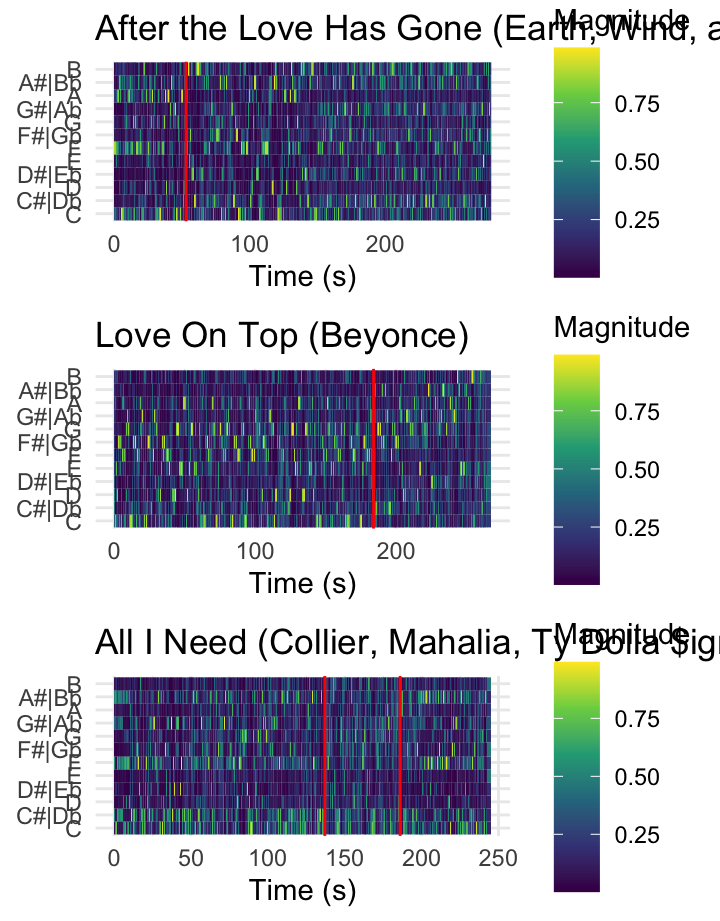 After the Love Has Gone (Earth, Wind, a
Magnitude
B
A#|Bb
A
G#|Ab
G
F#|Gb
F
E
D#|Eb
D
C#|Db
C
0.75
0.50
0.25
0 100 200
Time (s)
Love On Top (Beyonce)
Magnitude
B
A#|Bb
A
G#|Ab
G
F#|Gb
F
E
D#|Eb
D
C#|Db
C
0.75
0.50
0.25
0 100 200
Time (s)
All I Need (Collier, Mahalia, Ty Dolla $ign
Magnitude
B
A#|Bb
A
G#|Ab
G
F#|Gb
F
E
D#|Eb
D
C#|Db
C
0.75
0.50
0.25
0 50 100 150 200 250
Time (s)